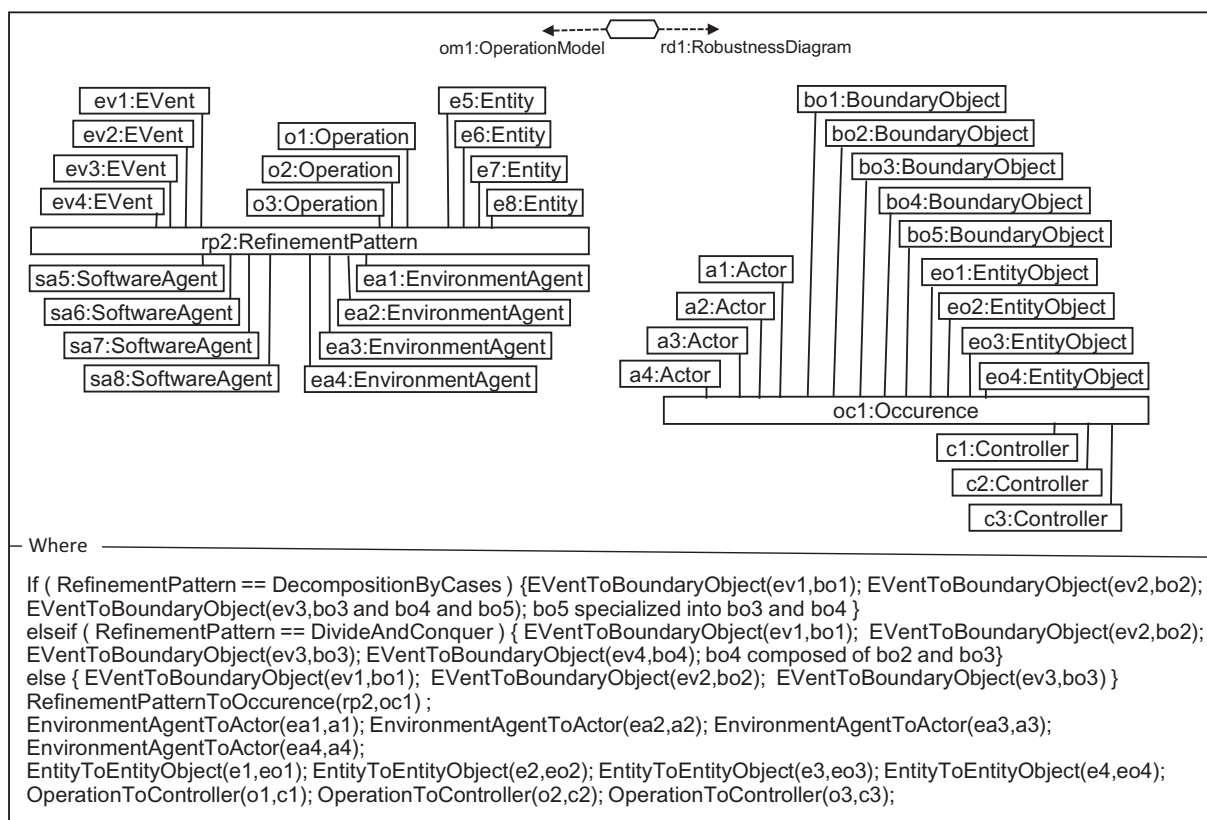 om1:OperationModel
rd1:RobustnessDiagram
ev1:EVent
ev2:EVent
ev3:EVent
ev4:EVent
o1:Operation
o2:Operation
o3:Operation
e5:Entity
e6:Entity
e7:Entity
e8:Entity
rp2:RefinementPattern
sa5:SoftwareAgent
sa6:SoftwareAgent
sa7:SoftwareAgent
sa8:SoftwareAgent
ea1:EnvironmentAgent
ea2:EnvironmentAgent
ea3:EnvironmentAgent
ea4:EnvironmentAgent
bo1:BoundaryObject
bo2:BoundaryObject
bo3:BoundaryObject
bo4:BoundaryObject
bo5:BoundaryObject
a1:Actor
a2:Actor
a3:Actor
a4:Actor
eo1:EntityObject
eo2:EntityObject
eo3:EntityObject
eo4:EntityObject
oc1:Occurence
c1:Controller
c2:Controller
c3:Controller
Where
If ( RefinementPattern == DecompositionByCases ) {EVentToBoundaryObject(ev1,bo1); EVentToBoundaryObject(ev2,bo2);
EVentToBoundaryObject(ev3,bo3 and bo4 and bo5); bo5 specialized into bo3 and bo4 }
elseif ( RefinementPattern == DivideAndConquer ) { EVentToBoundaryObject(ev1,bo1); EVentToBoundaryObject(ev2,bo2);
EVentToBoundaryObject(ev3,bo3); EVentToBoundaryObject(ev4,bo4); bo4 composed of bo2 and bo3}
else { EVentToBoundaryObject(ev1,bo1); EVentToBoundaryObject(ev2,bo2); EVentToBoundaryObject(ev3,bo3) }
RefinementPatternToOccurence(rp2,oc1) ;
EnvironmentAgentToActor(ea1,a1); EnvironmentAgentToActor(ea2,a2); EnvironmentAgentToActor(ea3,a3);
EnvironmentAgentToActor(ea4,a4);
EntityToEntityObject(e1,eo1); EntityToEntityObject(e2,eo2); EntityToEntityObject(e3,eo3); EntityToEntityObject(e4,eo4);
OperationToController(o1,c1); OperationToController(o2,c2); OperationToController(o3,c3);